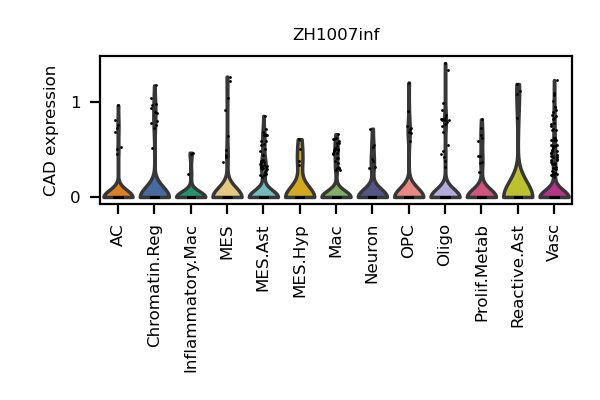 ZH1007inf
CAD expression
1
0
AC
Chromatin.Reg
Inflammatory.Mac
MES
MES.Ast
MES.Hyp
Mac
Neuron
OPC
Oligo
Prolif.Metab
Reactive.Ast
Vasc